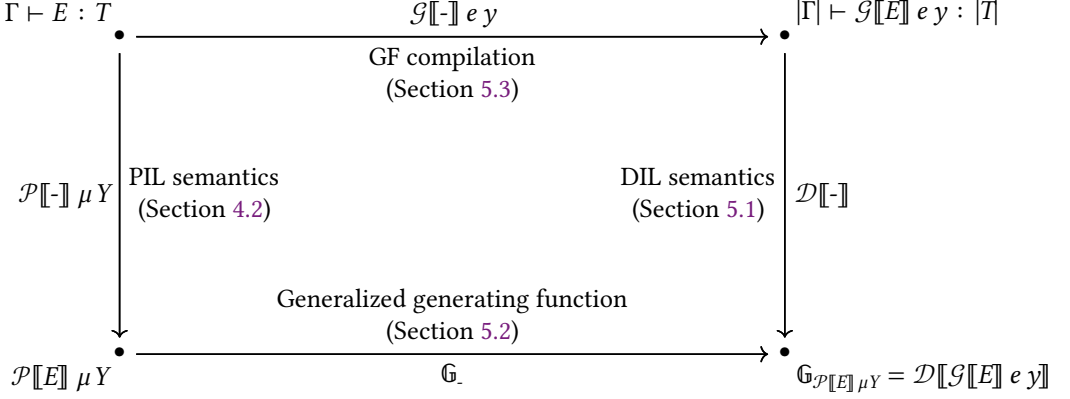 Γ ⊢ E : T
𝒢⟦-⟧ e y
|Γ| ⊢ 𝒢⟦E⟧ e y : |T|
GF compilation
(Section 5.3)
𝒫⟦-⟧ μ Y
PIL semantics
(Section 4.2)
DIL semantics
(Section 5.1)
𝒟⟦-⟧
Generalized generating function
(Section 5.2)
𝒫⟦E⟧ μ Y
𝔾_-
𝔾_{𝒫⟦E⟧ μ Y} = 𝒟⟦𝒢⟦E⟧ e y⟧